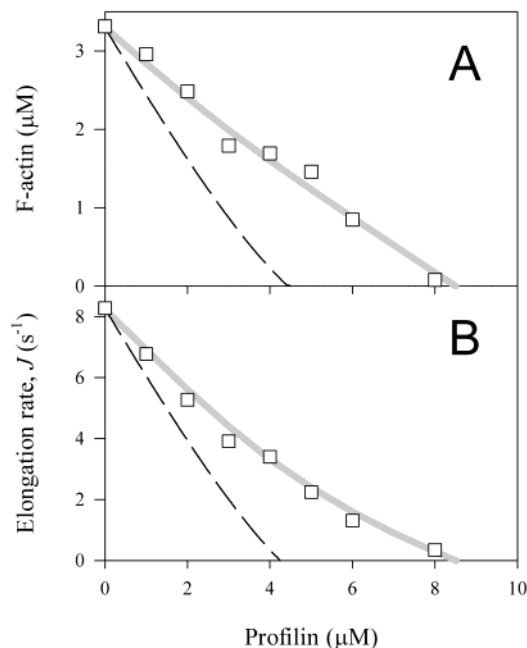 A
F-actin (μM)
3
2
1
0
B
Elongation rate, J (s⁻¹)
8
6
4
2
0
0 2 4 6 8 10
Profilin (μM)